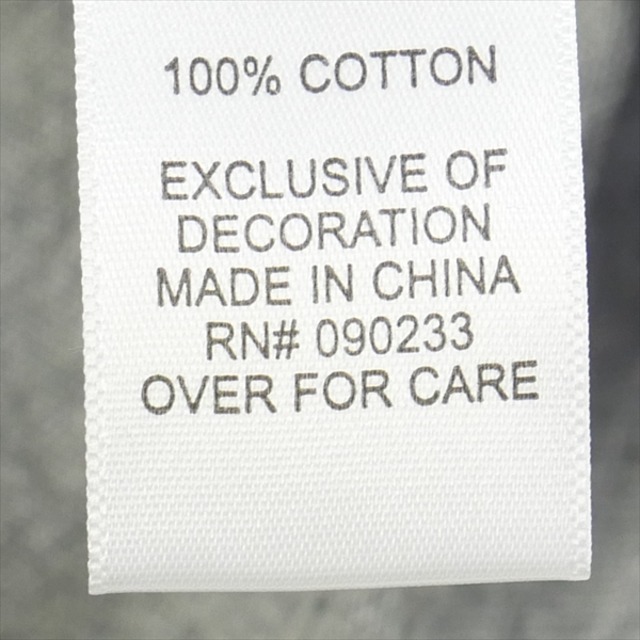 100% COTTON
EXCLUSIVE OF
DECORATION
MADE IN CHINA
RN# 090233
OVER FOR CARE